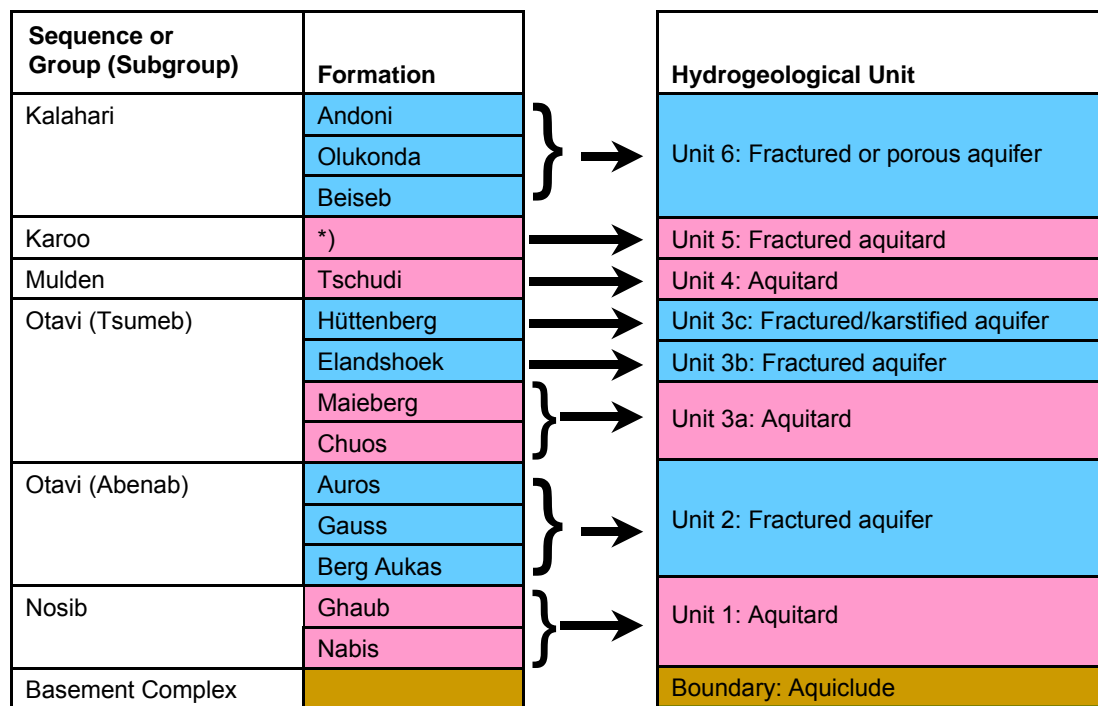 Sequence or
Group (Subgroup)
Formation
Hydrogeological Unit
Kalahari
Andoni
Olukonda
Beiseb
Unit 6: Fractured or porous aquifer
Karoo
*)
Unit 5: Fractured aquitard
Mulden
Tschudi
Unit 4: Aquitard
Otavi (Tsumeb)
Hüttenberg
Unit 3c: Fractured/karstified aquifer
Elandshoek
Unit 3b: Fractured aquifer
Maieberg
Chuos
Unit 3a: Aquitard
Otavi (Abenab)
Auros
Gauss
Berg Aukas
Unit 2: Fractured aquifer
Nosib
Ghaub
Nabis
Unit 1: Aquitard
Basement Complex
Boundary: Aquiclude